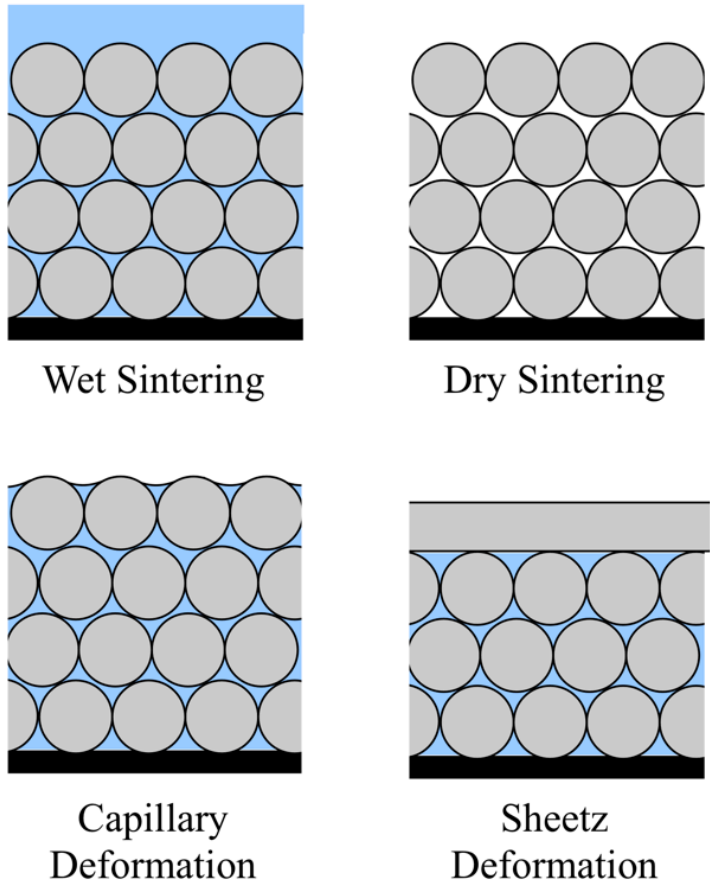 Wet Sintering
Dry Sintering
Capillary
Deformation
Sheetz
Deformation